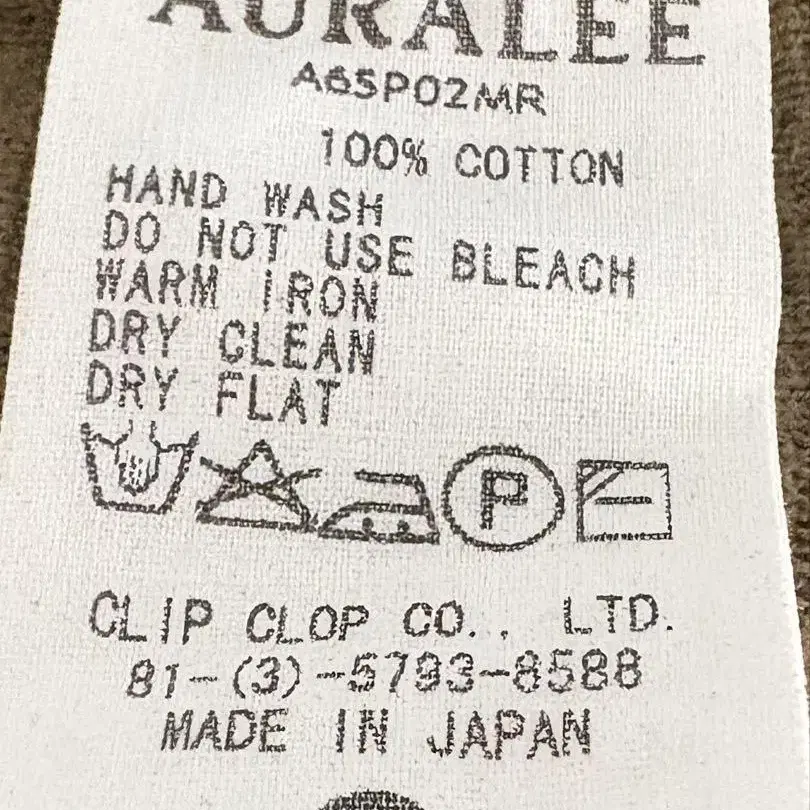 AURALEE
A6SP02MR
100% COTTON
HAND WASH
DO NOT USE BLEACH
WARM IRON
DRY CLEAN
DRY FLAT
P
CLIP CLOP CO., LTD.
81-(3)-5793-8588
MADE IN JAPAN